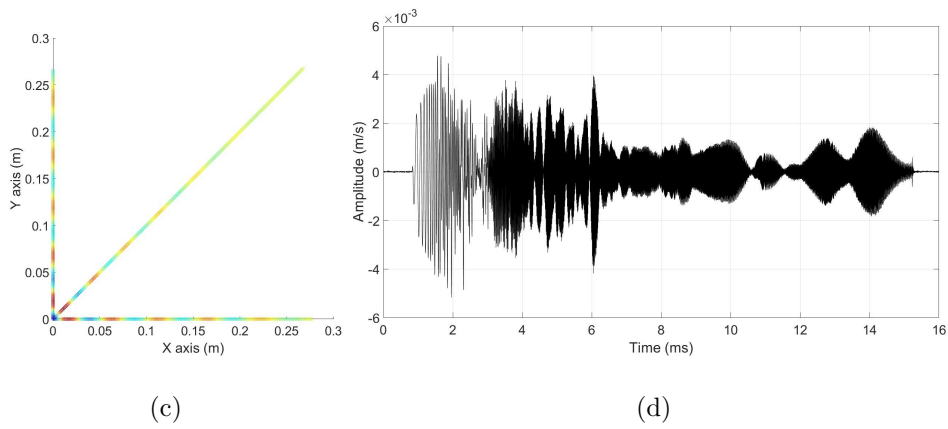 0.3
0.25
0.2
0.15
0.1
0.05
0
Y axis (m)
0 0.05 0.1 0.15 0.2 0.25 0.3
X axis (m)
(c)
×10⁻³
6
4
2
0
-2
-4
-6
Amplitude (m/s)
0 2 4 6 8 10 12 14 16
Time (ms)
(d)